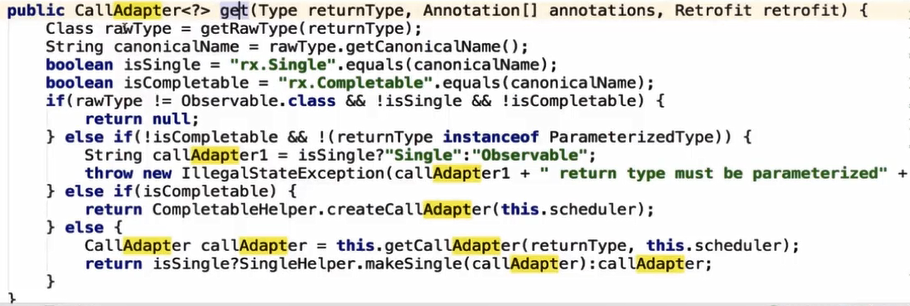 public CallAdapter<?> get(Type returnType, Annotation[] annotations, Retrofit retrofit) {
Class rawType = getRawType(returnType);
String canonicalName = rawType.getCanonicalName();
boolean isSingle = "rx.Single".equals(canonicalName);
boolean isCompletable = "rx.Completable".equals(canonicalName);
if(rawType != Observable.class && !isSingle && !isCompletable) {
return null;
} else if(!isCompletable && !(returnType instanceof ParameterizedType)) {
String callAdapter1 = isSingle?"Single":"Observable";
throw new IllegalStateException(callAdapter1 + " return type must be parameterized" +
} else if(isCompletable) {
return CompletableHelper.createCallAdapter(this.scheduler);
} else {
CallAdapter callAdapter = this.getCallAdapter(returnType, this.scheduler);
return isSingle?SingleHelper.makeSingle(callAdapter):callAdapter;
}
}